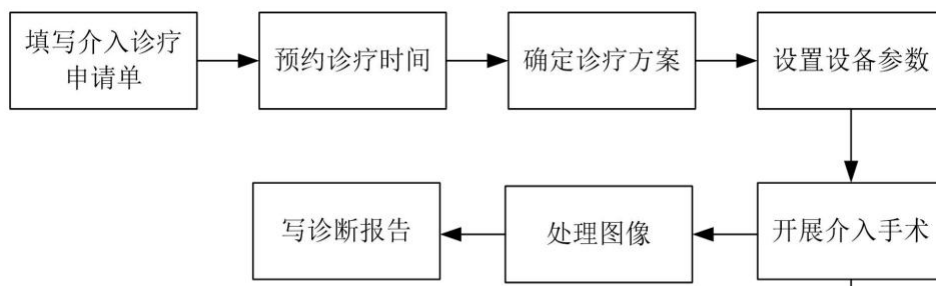 填写介入诊疗
申请单
预约诊疗时间
确定诊疗方案
设置设备参数
写诊断报告
处理图像
开展介入手术